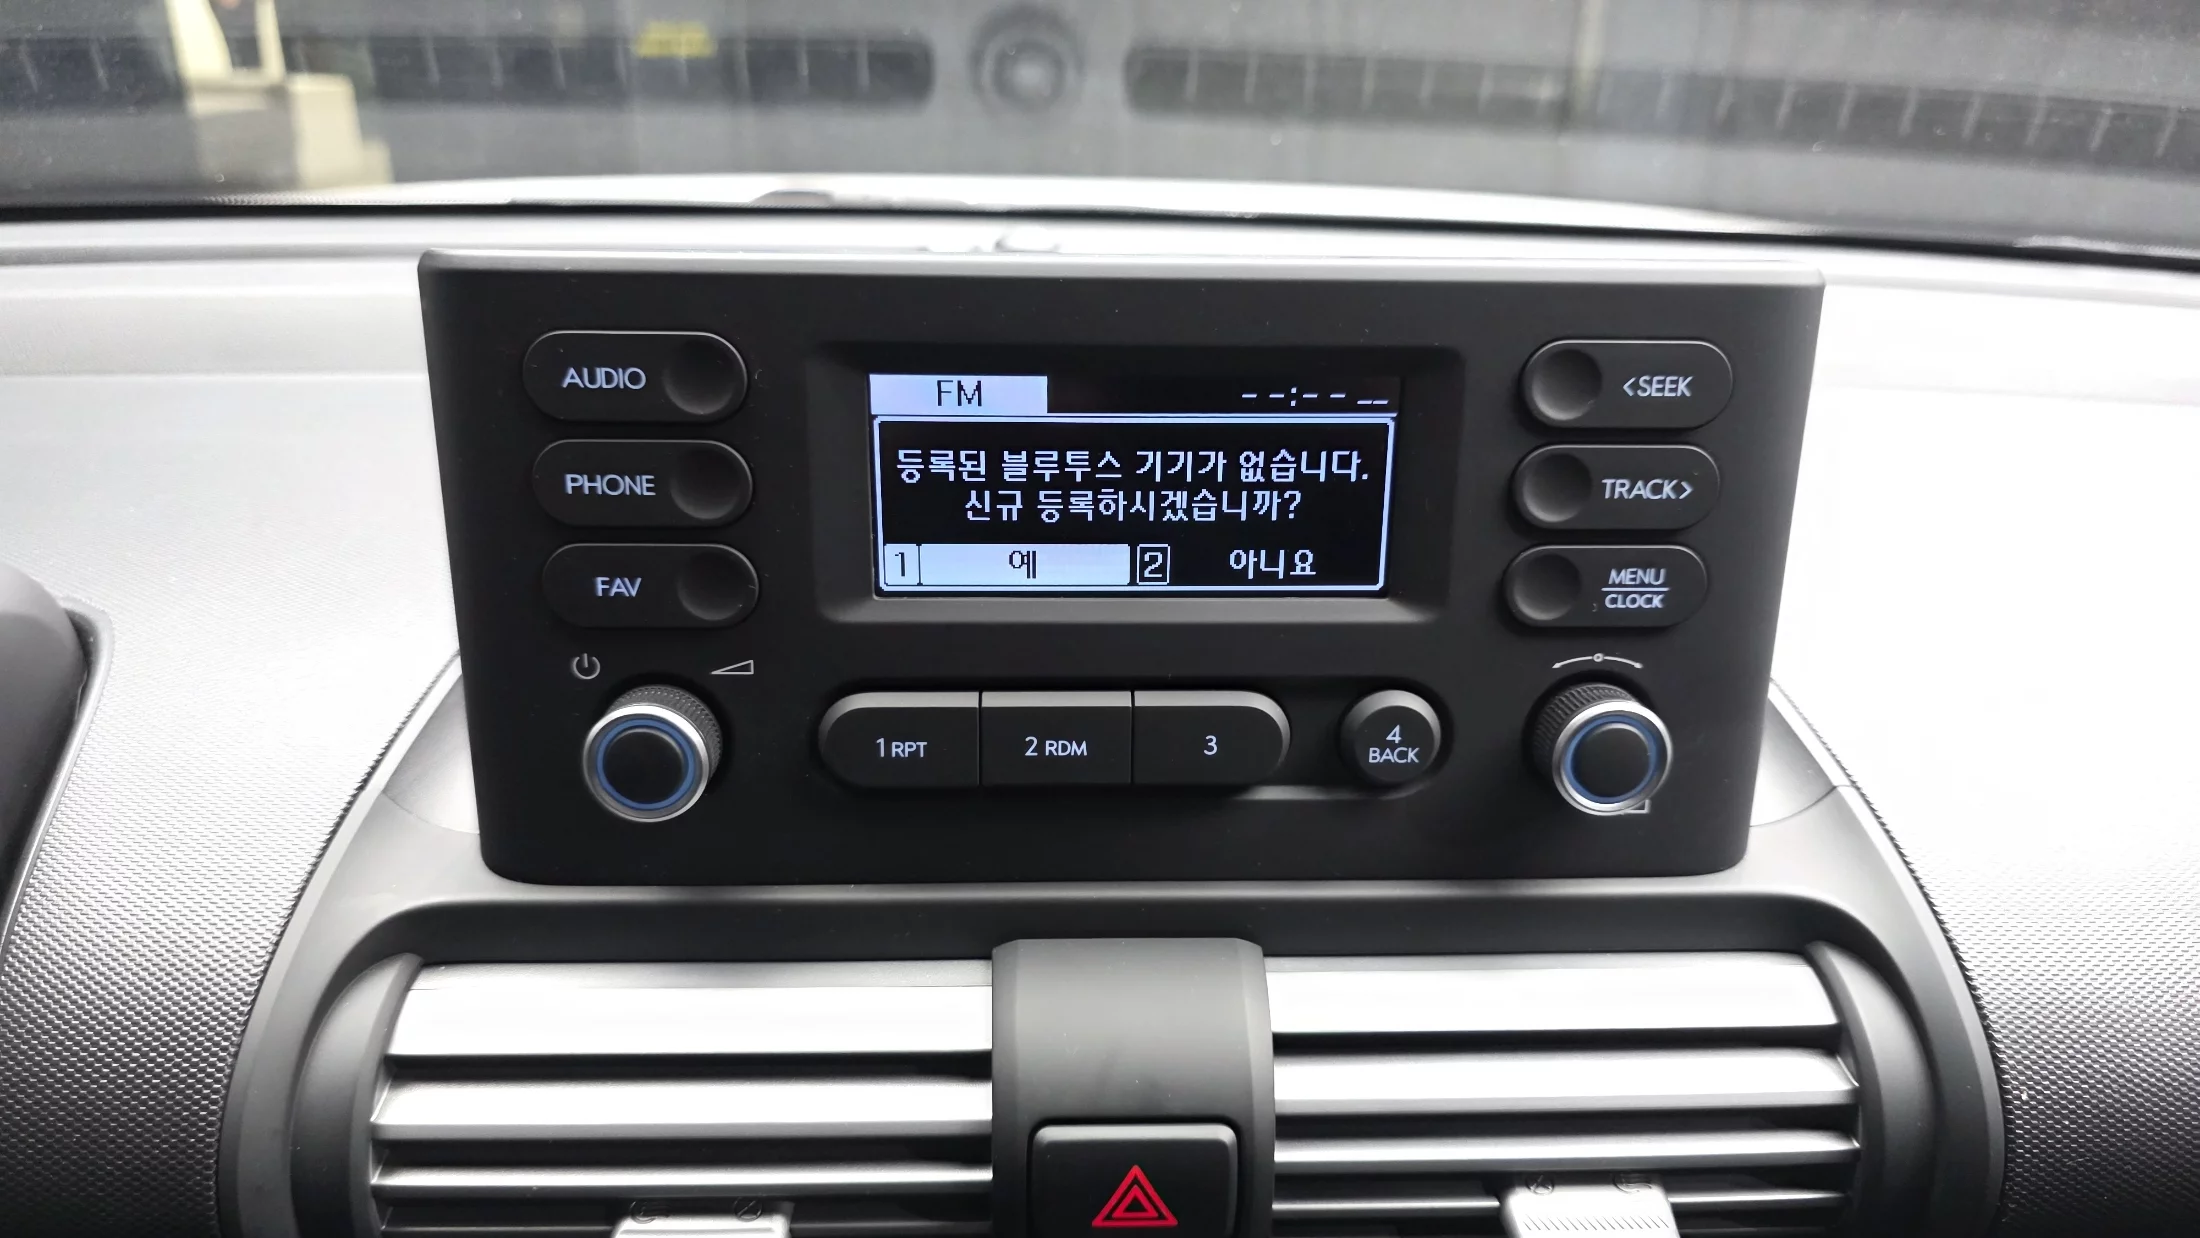 AUDIO
PHONE
FAV
FM
--:-- __
등록된 블루투스 기기가 없습니다.
신규 등록하시겠습니까?
1 예 2 아니요
<SEEK
TRACK>
MENU
CLOCK
1 RPT
2 RDM
3
4
BACK